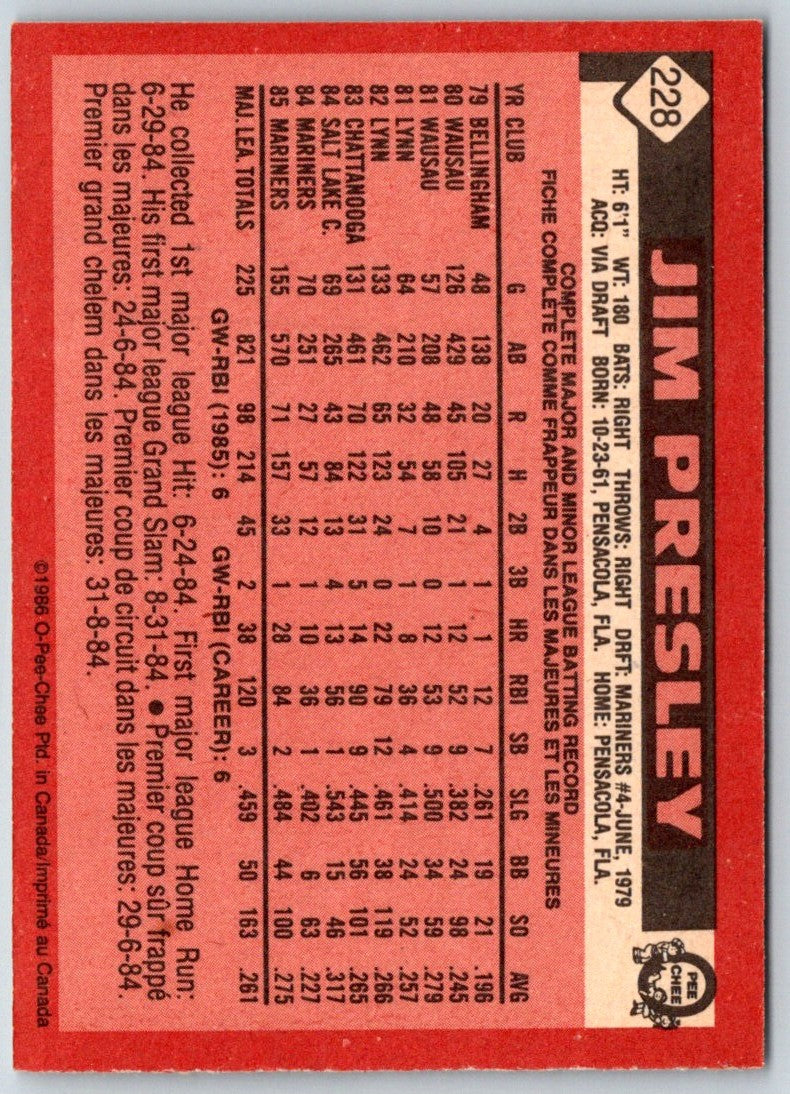 228
JIM PRESLEY
PEE CHEE
HT: 6'1" WT: 180 BATS: RIGHT THROWS: RIGHT DRFT: MARINERS #4-JUNE, 1979
ACQ: VIA DRAFT BORN: 10-23-61, PENSACOLA, FLA. HOME: PENSACOLA, FLA.
COMPLETE MAJOR AND MINOR LEAGUE BATTING RECORD
FICHE COMPLÈTE COMME FRAPPEUR DANS LES MAJEURES ET LES MINEURES
YR CLUB G AB R H 2B 3B HR RBI SB SLG BB SO AVG
79 BELLINGHAM 48 138 20 27 4 1 1 12 7 .261 19 21 .196
80 WAUSAU 126 429 45 105 21 1 12 52 9 .382 24 98 .245
81 WAUSAU 57 208 48 58 10 0 12 53 9 .500 34 59 .279
81 LYNN 64 210 32 54 7 1 8 36 4 .414 24 52 .257
82 LYNN 133 462 65 123 24 0 22 79 12 .461 38 119 .266
83 CHATTANOOGA 131 461 70 122 31 5 14 90 9 .445 56 101 .265
84 SALT LAKE C. 69 265 43 84 13 4 13 56 1 .543 15 46 .317
84 MARINERS 70 251 27 57 12 1 10 36 1 .402 6 63 .227
85 MARINERS 155 570 71 157 33 1 28 84 2 .484 44 100 .275
MAJ. LEA. TOTALS 225 821 98 214 45 2 38 120 3 .459 50 163 .261
GW-RBI (1985): 6 GW-RBI (CAREER): 6
He collected 1st major league Hit: 6-24-84. First major league Home Run:
6-29-84. His first major league Grand Slam: 8-31-84. ● Premier coup sûr frappé
dans les majeures: 24-6-84. Premier coup de circuit dans les majeures: 29-6-84.
Premier grand chelem dans les majeures: 31-8-84.
©1986 O-Pee-Chee Ptd. in Canada/Imprimé au Canada